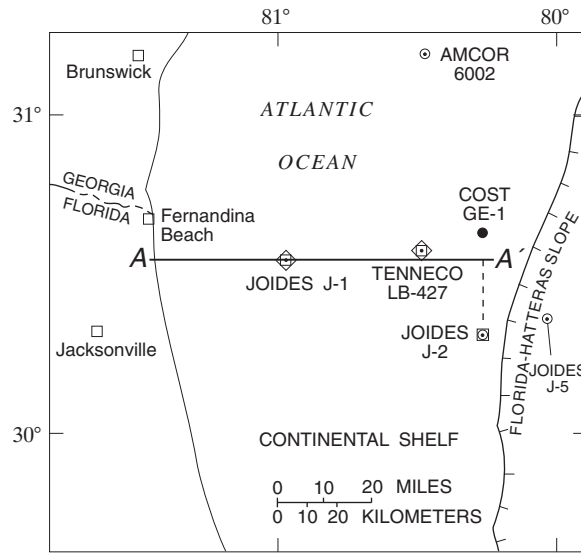 81° 80°
Brunswick
AMCOR
6002
31°
ATLANTIC
OCEAN
GEORGIA
FLORIDA
Fernandina
Beach
COST
GE-1
A
A´
JOIDES J-1
TENNECO
LB-427
Jacksonville
JOIDES
J-2
FLORIDA-HATTERAS SLOPE
JOIDES
J-5
30°
CONTINENTAL SHELF
0 10 20 MILES
0 10 20 KILOMETERS